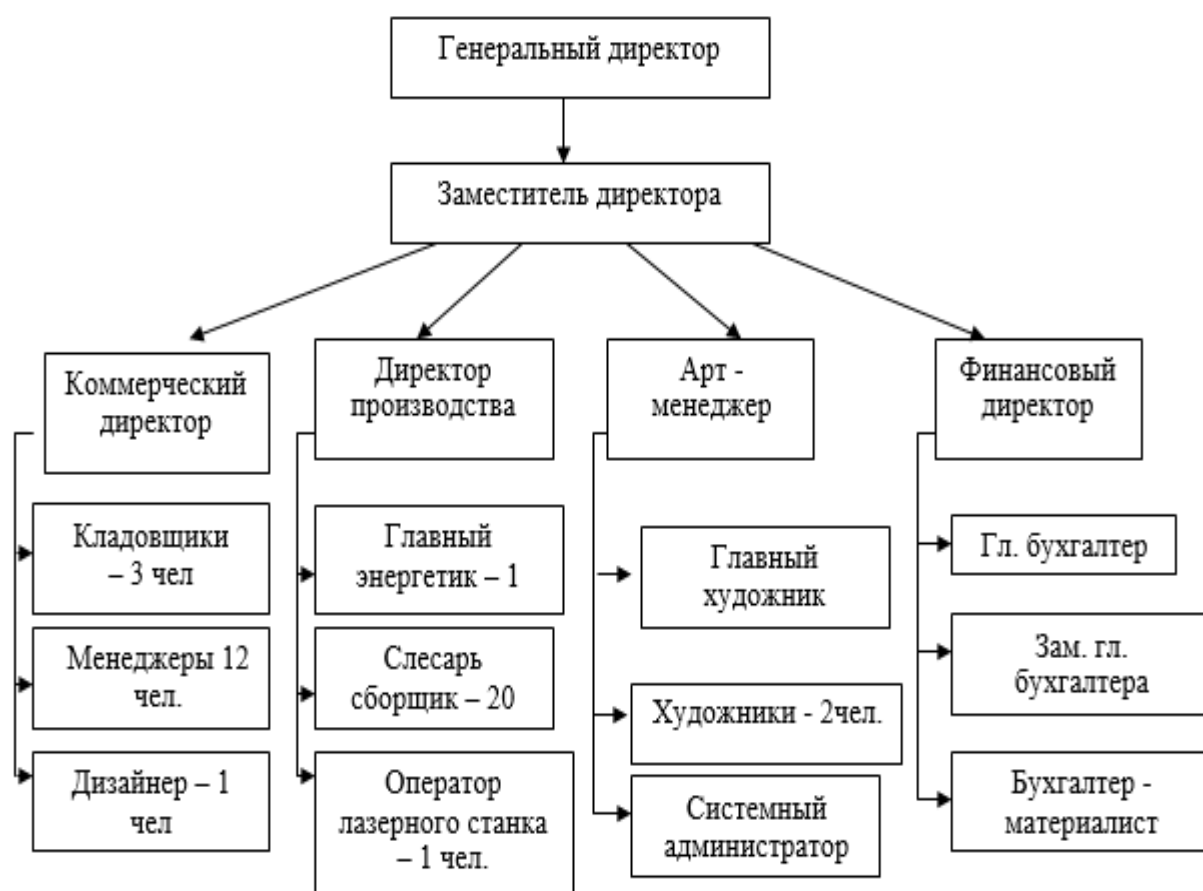 Генеральный директор
Заместитель директора
Коммерческий
директор
Директор
производства
Арт -
менеджер
Финансовый
директор
Кладовщики
– 3 чел
Главный
энергетик – 1
Главный
художник
Гл. бухгалтер
Менеджеры 12
чел.
Слесарь
сборщик – 20
Художники - 2чел.
Зам. гл.
бухгалтера
Дизайнер – 1
чел
Оператор
лазерного станка
– 1 чел.
Системный
администратор
Бухгалтер -
материалист